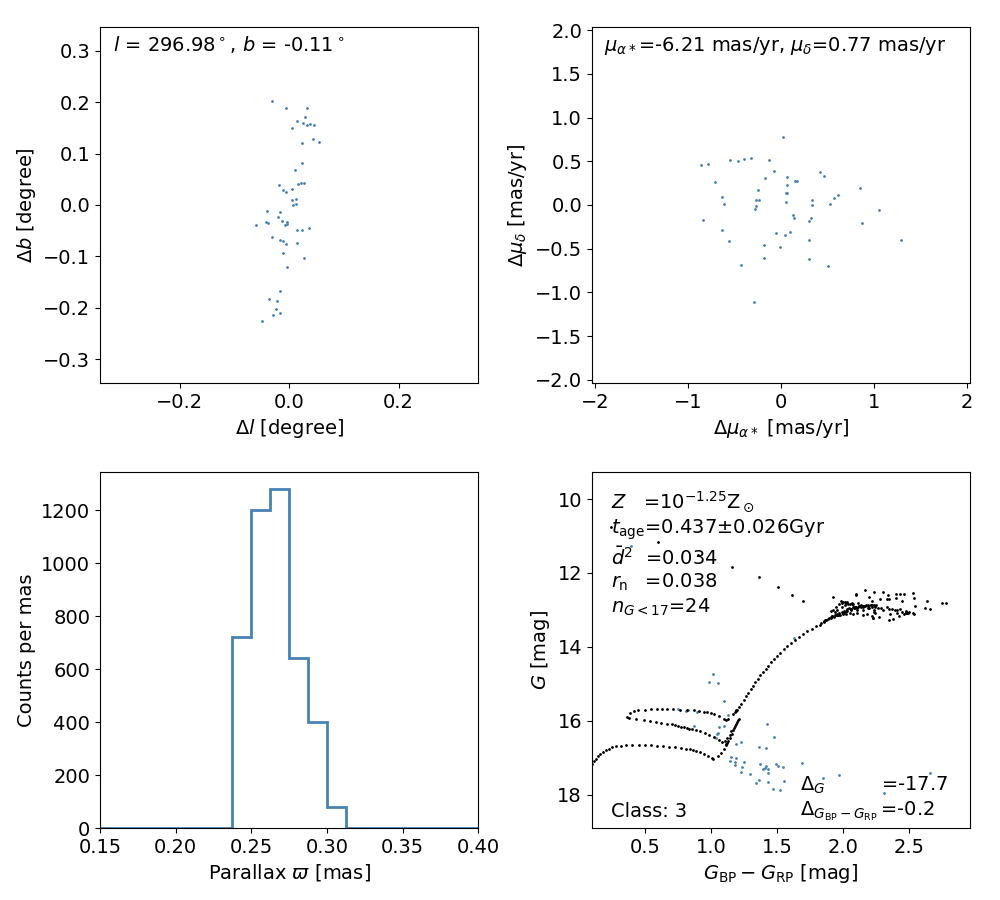 l = 296.98°, b = -0.11°
0.3
0.2
0.1
0.0
−0.1
−0.2
−0.3
Δb [degree]
−0.2 0.0 0.2
Δl [degree]
μα*=-6.21 mas/yr, μδ=0.77 mas/yr
2.0
1.5
1.0
0.5
0.0
−0.5
−1.0
−1.5
−2.0
Δμδ [mas/yr]
−2 −1 0 1 2
Δμα* [mas/yr]
1200
1000
800
600
400
200
0
Counts per mas
0.15 0.20 0.25 0.30 0.35 0.40
Parallax ϖ [mas]
Z =10^−1.25 Z⊙
tage=0.437±0.026Gyr
d̄² =0.034
rn =0.038
nG<17=24
ΔG =-17.7
ΔGBP−GRP=-0.2
Class: 3
10
12
14
16
18
G [mag]
0.5 1.0 1.5 2.0 2.5
GBP − GRP [mag]